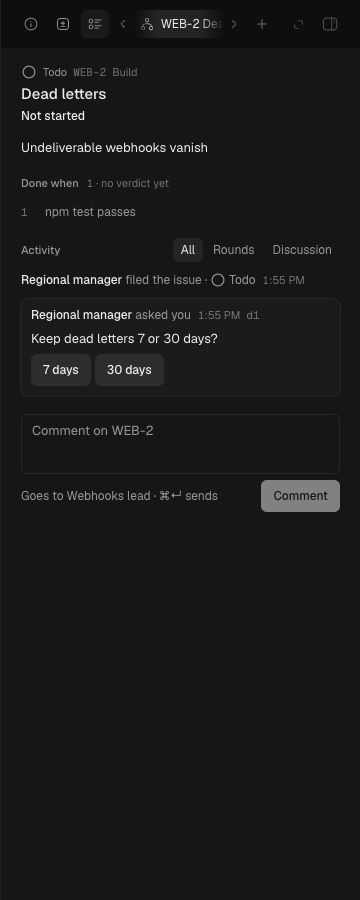 WEB-2 Dea
Todo WEB-2 Build
Dead letters
Not started
Undeliverable webhooks vanish
Done when 1 · no verdict yet
1 npm test passes
Activity All Rounds Discussion
Regional manager filed the issue · Todo 1:55 PM
Regional manager asked you 1:55 PM d1
Keep dead letters 7 or 30 days?
7 days 30 days
Comment on WEB-2
Goes to Webhooks lead · ⌘↵ sends Comment